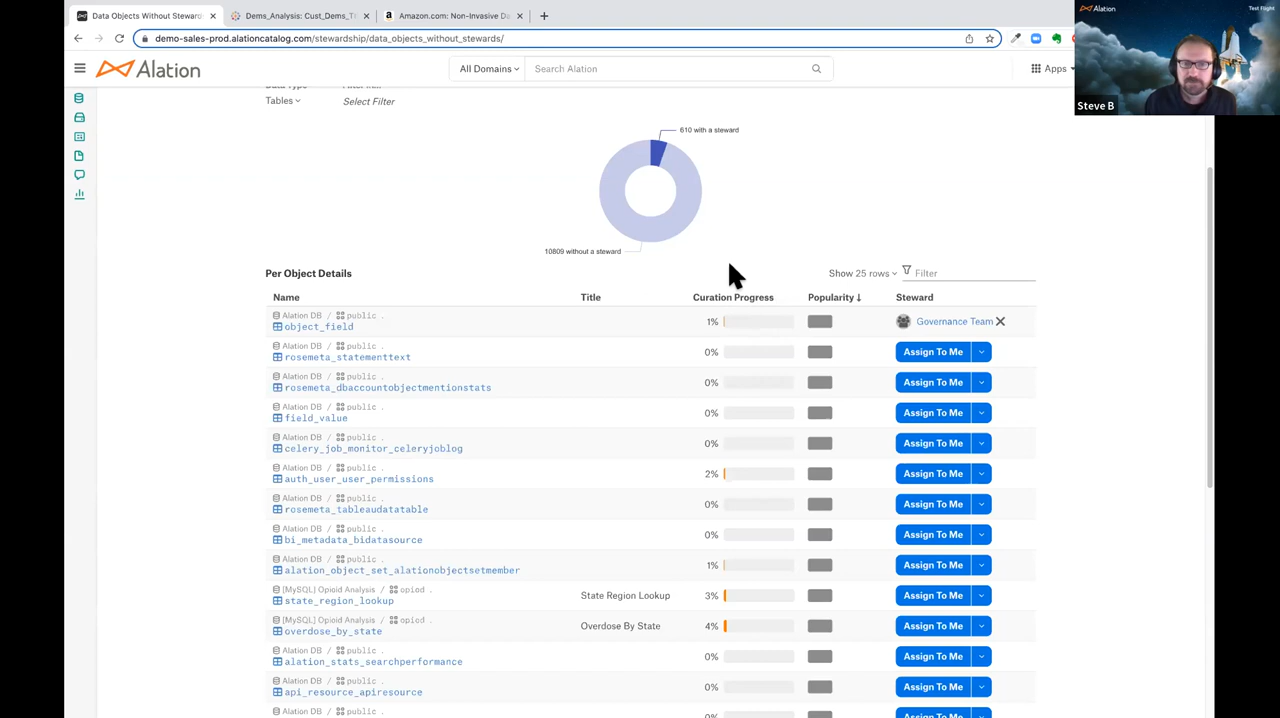 Data Objects Without Steward
Dems_Analysis: Cust_Dems_T
Amazon.com: Non-Invasive Da
demo-sales-prod.alationcatalog.com/stewardship/data_objects_without_stewards/
Alation
Test Flight
Steve B
Alation
All Domains
Search Alation
Apps
Tables
Select Filter
610 with a steward
10809 without a steward
Per Object Details
Show 25 rows
Filter
Name
Title
Curation Progress
Popularity
Steward
Alation DB / public .
object_field
1%
Governance Team
Alation DB / public .
rosemeta_statementtext
0%
Assign To Me
Alation DB / public .
rosemeta_dbaccountobjectmentionstats
0%
Assign To Me
Alation DB / public .
field_value
0%
Assign To Me
Alation DB / public .
celery_job_monitor_celeryjoblog
0%
Assign To Me
Alation DB / public .
auth_user_user_permissions
2%
Assign To Me
Alation DB / public .
rosemeta_tableaudatatable
0%
Assign To Me
Alation DB / public .
bi_metadata_bidatasource
0%
Assign To Me
Alation DB / public .
alation_object_set_alationobjectsetmember
1%
Assign To Me
[MySQL] Opioid Analysis / opiod .
state_region_lookup
State Region Lookup
3%
Assign To Me
[MySQL] Opioid Analysis / opiod .
overdose_by_state
Overdose By State
4%
Assign To Me
Alation DB / public .
alation_stats_searchperformance
0%
Assign To Me
Alation DB / public .
api_resource_apiresource
0%
Assign To Me
Alation DB / public .
Assign To Me